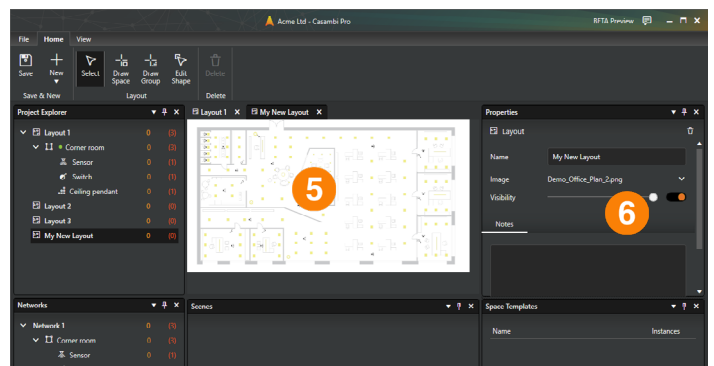 Acme Ltd - Casambi Pro
BETA Preview
File Home View
Save New Select Draw Space Draw Group Edit Shape Delete
Save & New Layout Delete
Project Explorer
Layout 1 0 (3)
Corner room 0 (3)
Sensor 0 (1)
Switch 0 (1)
Ceiling pendant 0 (1)
Layout 2 0 (0)
Layout 3 0 (0)
My New Layout 0 (0)
Layout 1 My New Layout
5
Properties
Layout
Name My New Layout
Image Demo_Office_Plan_2.png
Visibility
6
Notes
Networks
Network 1 0 (3)
Corner room 0 (3)
Sensor 0 (1)
Scenes
Space Templates
Name Instances